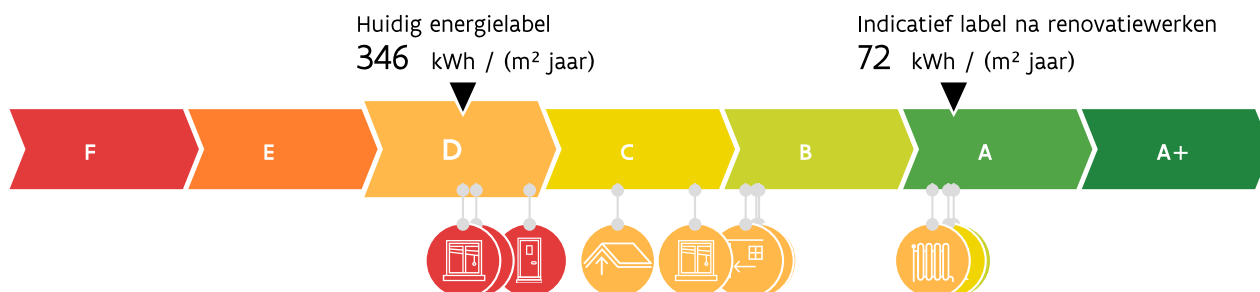 Huidig energielabel
346 kWh / (m² jaar)
Indicatief label na renovatiewerken
72 kWh / (m² jaar)
F E D C B A A+